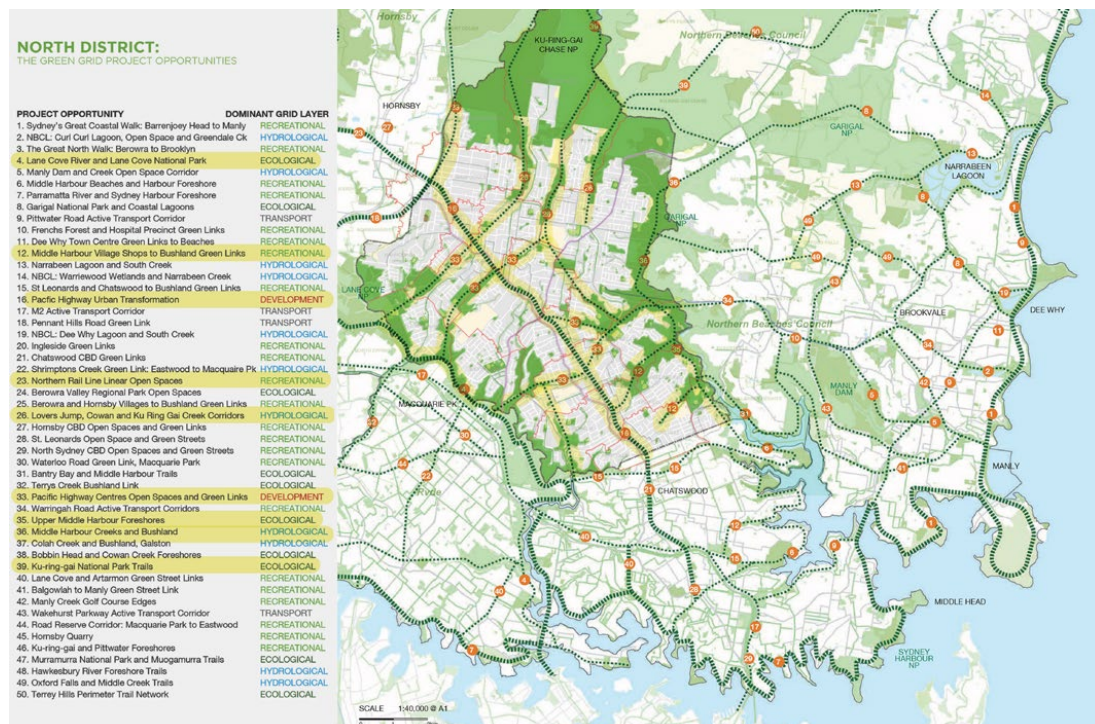 NORTH DISTRICT:
THE GREEN GRID PROJECT OPPORTUNITIES
PROJECT OPPORTUNITY DOMINANT GRID LAYER
1. Sydney's Great Coastal Walk: Barrenjoey Head to Manly RECREATIONAL
2. NBCL: Curl Curl Lagoon, Open Space and Greendale Ck HYDROLOGICAL
3. The Great North Walk: Berowra to Brooklyn RECREATIONAL
4. Lane Cove River and Lane Cove National Park ECOLOGICAL
5. Manly Dam and Creek Open Space Corridor HYDROLOGICAL
6. Middle Harbour Beaches and Harbour Foreshore RECREATIONAL
7. Parramatta River and Sydney Harbour Foreshore RECREATIONAL
8. Garigal National Park and Coastal Lagoons ECOLOGICAL
9. Pittwater Road Active Transport Corridor TRANSPORT
10. Frenchs Forest and Hospital Precinct Green Links RECREATIONAL
11. Dee Why Town Centre Green Links to Beaches RECREATIONAL
12. Middle Harbour Village Shops to Bushland Green Links RECREATIONAL
13. Narrabeen Lagoon and South Creek HYDROLOGICAL
14. NBCL: Warriewood Wetlands and Narrabeen Creek HYDROLOGICAL
15. St Leonards and Chatswood to Bushland Green Links RECREATIONAL
16. Pacfic Highway Urban Transformation DEVELOPMENT
17. M2 Active Transport Corridor TRANSPORT
18. Pennant Hills Road Green Link TRANSPORT
19. NBCL: Dee Why Lagoon and South Creek HYDROLOGICAL
20. Ingleside Green Links RECREATIONAL
21. Chatswood CBD Green Links RECREATIONAL
22. Shrimptons Creek Green Link: Eastwood to Macquaire Pk HYDROLOGICAL
23. Northern Rail Line Linear Open Spaces RECREATIONAL
24. Berowra Valley Regional Park Open Spaces ECOLOGICAL
25. Berowra and Hornsby Villages to Bushland Green Links RECREATIONAL
26. Lovers Jump, Cowan and Ku Ring Gai Creek Corridors HYDROLOGICAL
27. Hornsby CBD Open Spaces and Green Links RECREATIONAL
28. St. Leonards Open Space and Green Streets RECREATIONAL
29. North Sydney CBD Open Spaces and Green Streets RECREATIONAL
30. Waterloo Road Green Link, Macquarie Park RECREATIONAL
31. Bantry Bay and Middle Harbour Trails ECOLOGICAL
32. Terrys Creek Bushland Link ECOLOGICAL
33. Pacific Highway Centres Open Spaces and Green Links DEVELOPMENT
34. Warringah Road Active Transport Corridors RECREATIONAL
35. Upper Middle Harbour Foreshores ECOLOGICAL
36. Middle Harbour Creeks and Bushland HYDROLOGICAL
37. Colah Creek and Bushland, Galston HYDROLOGICAL
38. Bobbin Head and Cowan Creek Foreshores ECOLOGICAL
39. Ku-ring-gai National Park Trails ECOLOGICAL
40. Lane Cove and Artarmon Green Street Links RECREATIONAL
41. Balgowlah to Manly Green Street Link RECREATIONAL
42. Manly Creek Golf Course Edges RECREATIONAL
43. Wakehurst Parkway Active Transport Corridor TRANSPORT
44. Road Reserve Corridor: Macquarie Park to Eastwood RECREATIONAL
45. Hornsby Quarry RECREATIONAL
46. Ku-ring-gai and Pittwater Foreshores RECREATIONAL
47. Murramurra National Park and Muogamurra Trails ECOLOGICAL
48. Hawkesbury River Foreshore Trails HYDROLOGICAL
49. Oxford Falls and Middle Creek Trails HYDROLOGICAL
50. Terrey Hills Perimeter Trail Network ECOLOGICAL
Hornsby
KU-RING-GAI
CHASE NP
Northern Beaches Council
HORNSBY
GARIGAL
NP
NARRABEEN
LAGOON
GARIGAL
NP
LANE COVE
NP
Northern Beaches Council
BROOKVALE
DEE WHY
MANLY
DAM
MACQUARIE PK
MANLY
Ryde
CHATSWOOD
MIDDLE HEAD
SYDNEY
HARBOUR
NP
SCALE 1:40,000 @ A1